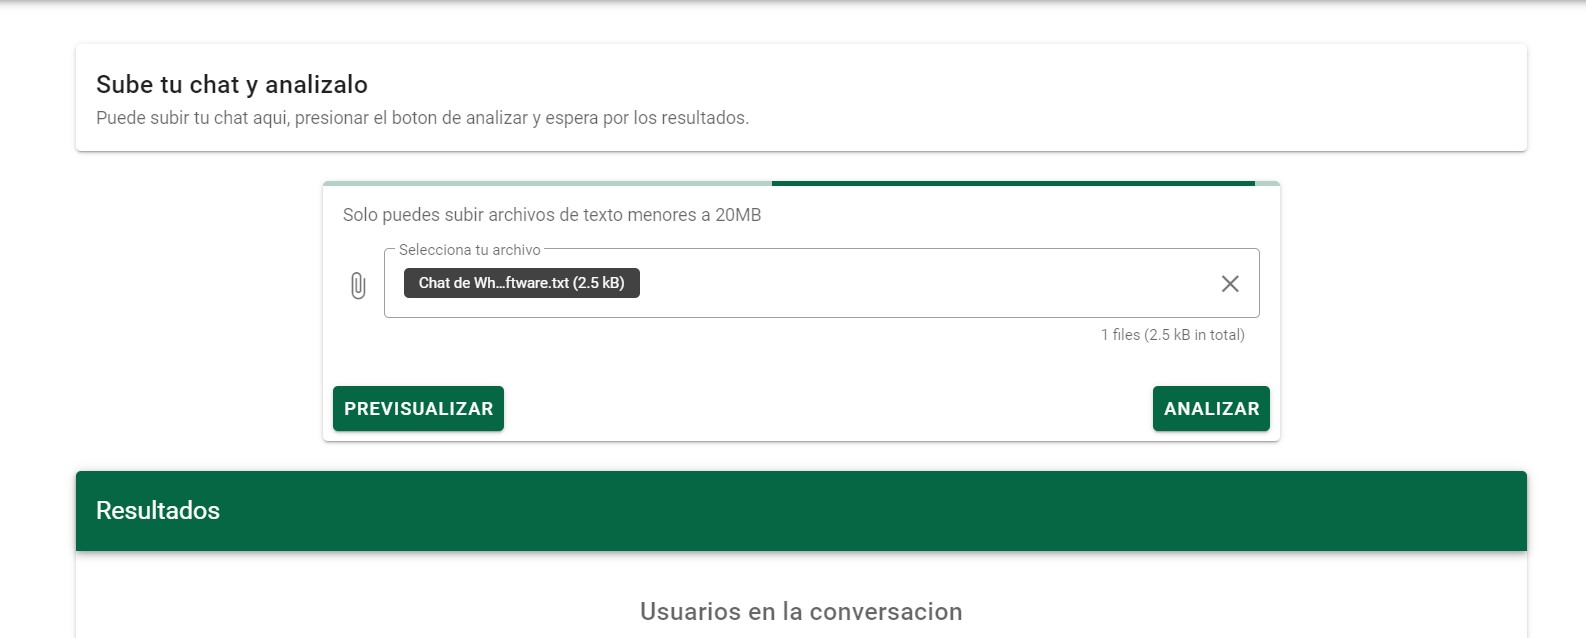 Sube tu chat y analizalo
Puede subir tu chat aqui, presionar el boton de analizar y espera por los resultados.
Solo puedes subir archivos de texto menores a 20MB
Selecciona tu archivo
Chat de Wh…ftware.txt (2.5 kB)
1 files (2.5 kB in total)
PREVISUALIZAR
ANALIZAR
Resultados
Usuarios en la conversacion